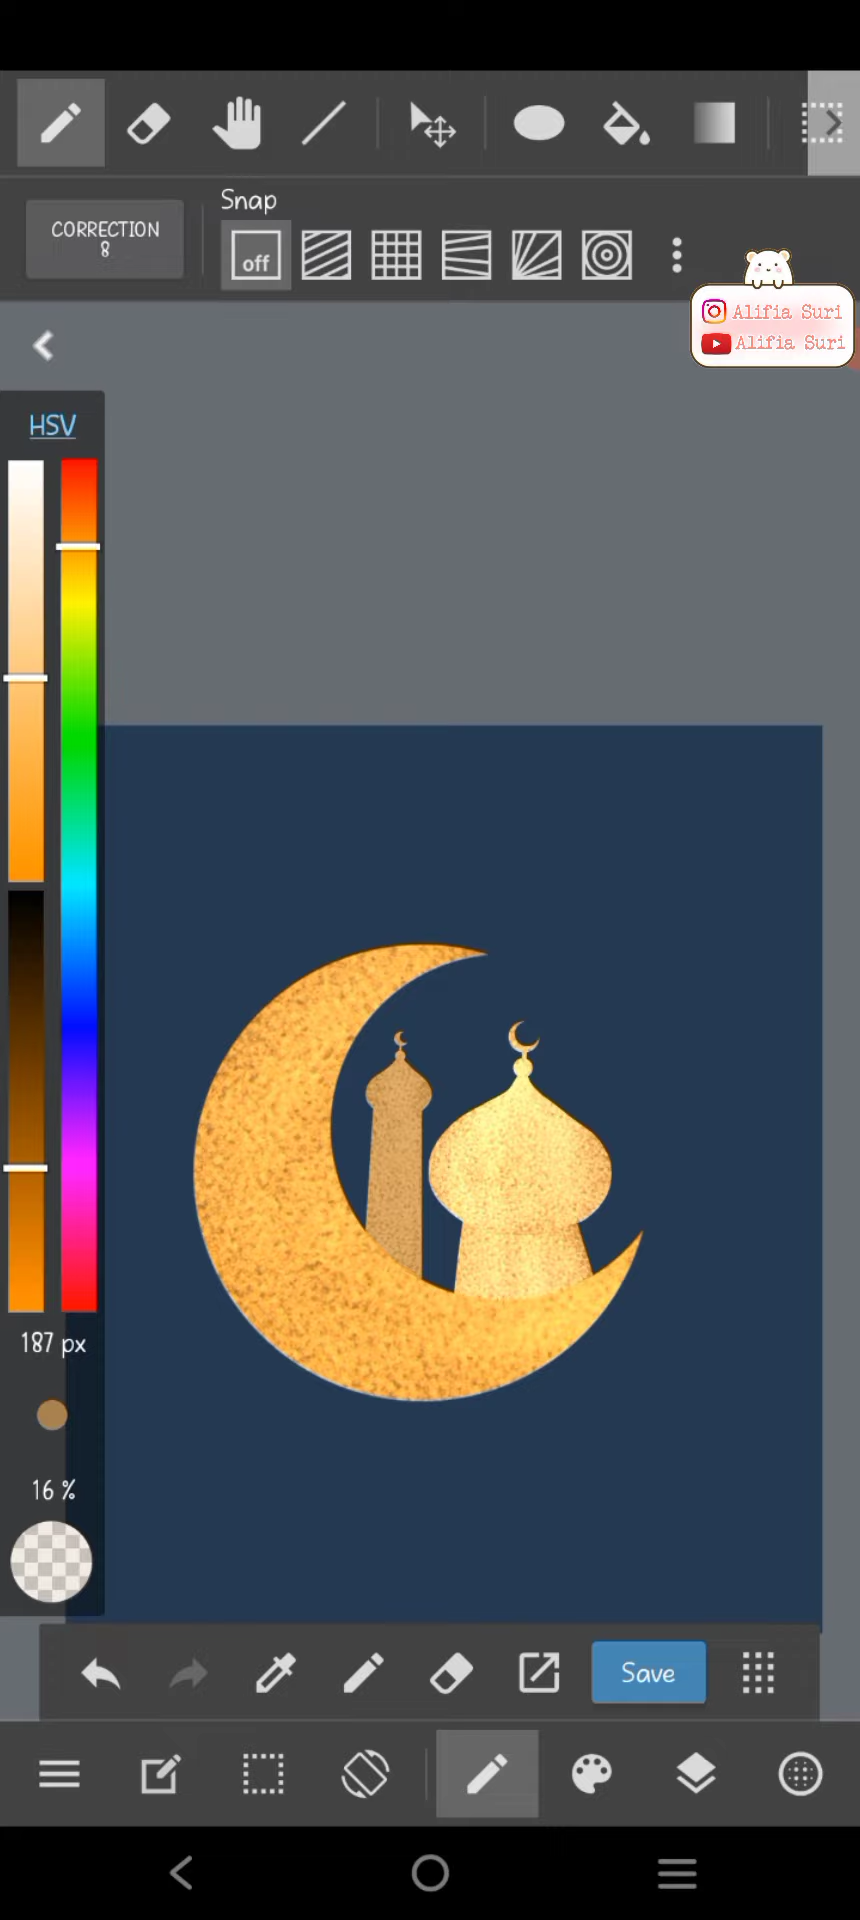 Snap
CORRECTION
8
off
Alifia Suri
Alifia Suri
HSV
187 px
16 %
Save